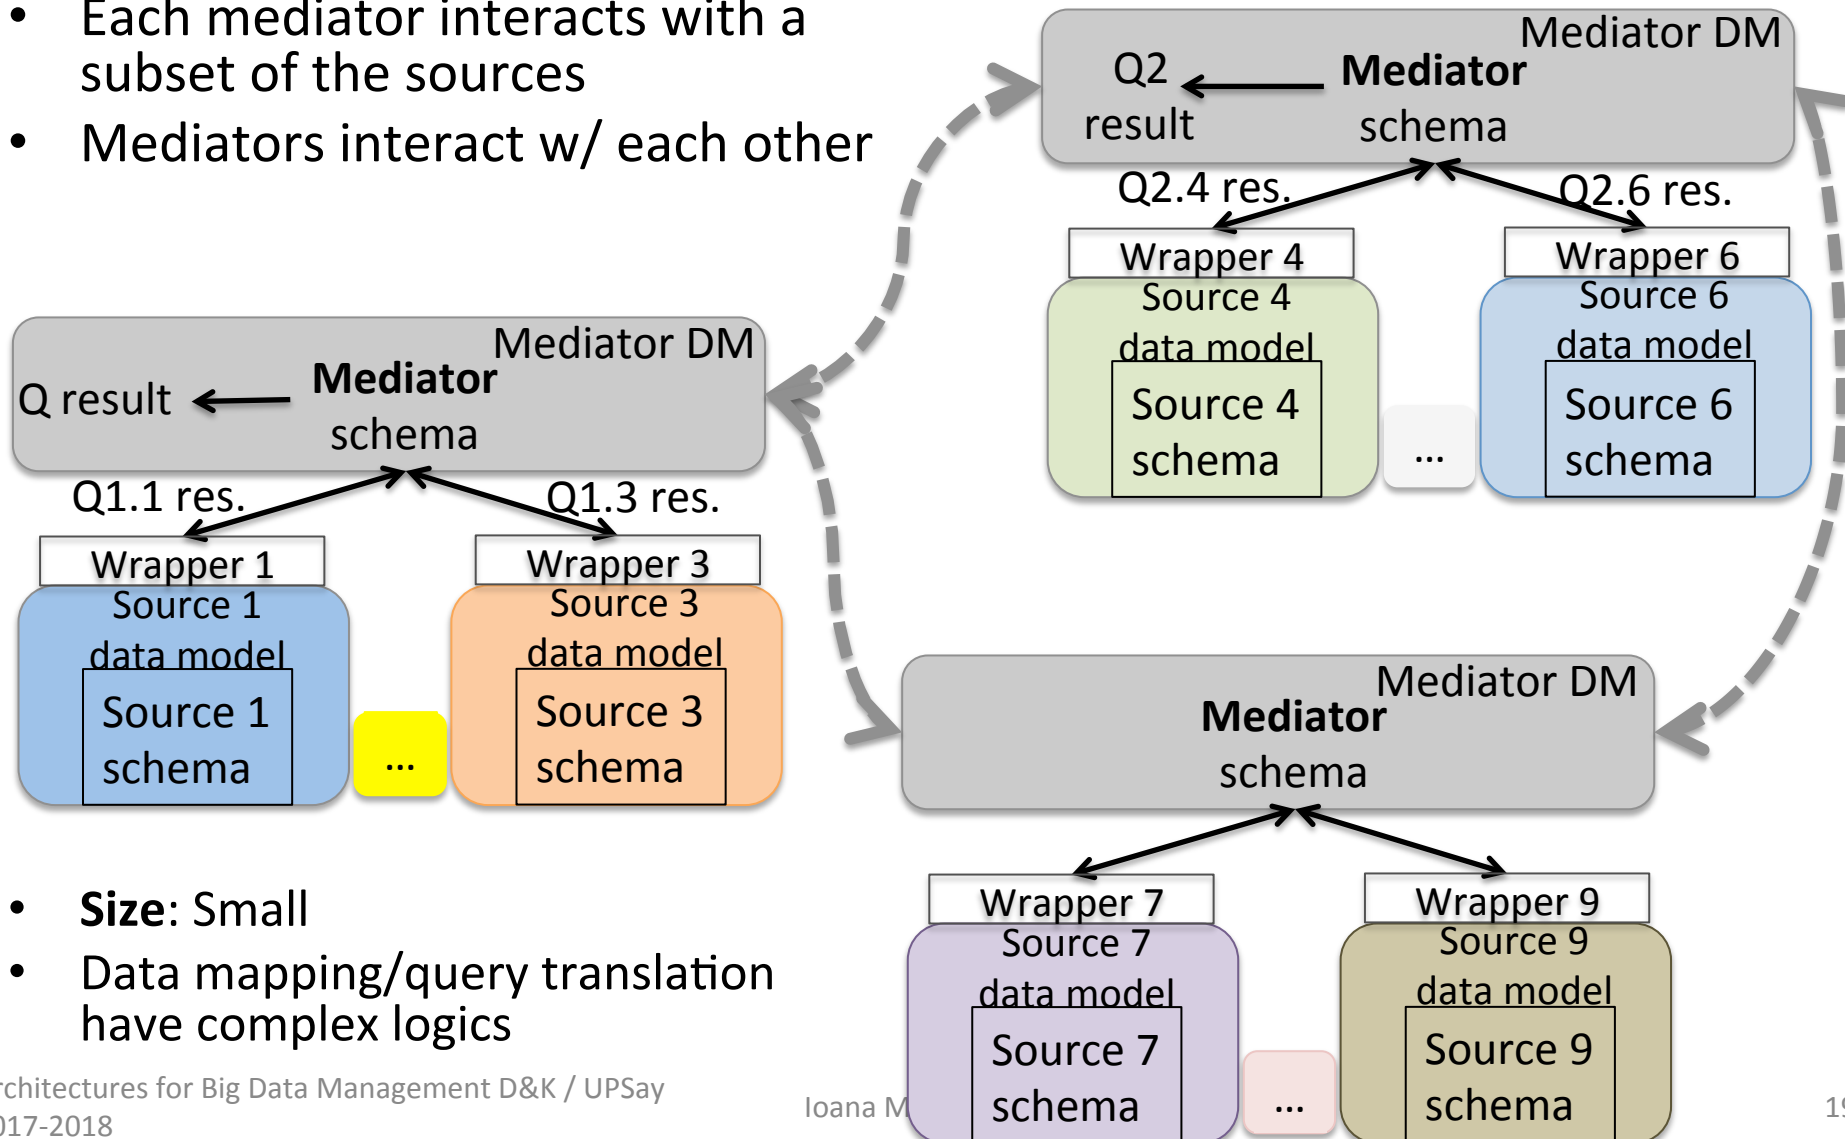 • Each mediator interacts with a
subset of the sources
• Mediators interact w/ each other
Mediator DM
Q2
result
Mediator
schema
Q2.4 res.
Q2.6 res.
Wrapper 4
Source 4
data model
Source 4
schema
...
Wrapper 6
Source 6
data model
Source 6
schema
Mediator DM
Q result
Mediator
schema
Q1.1 res.
Q1.3 res.
Wrapper 1
Source 1
data model
Source 1
schema
...
Wrapper 3
Source 3
data model
Source 3
schema
Mediator DM
Mediator
schema
Wrapper 7
Source 7
data model
Source 7
schema
...
Wrapper 9
Source 9
data model
Source 9
schema
• Size: Small
• Data mapping/query translation
have complex logics
rchitectures for Big Data Management D&K / UPSay
017-2018
Ioana M
19